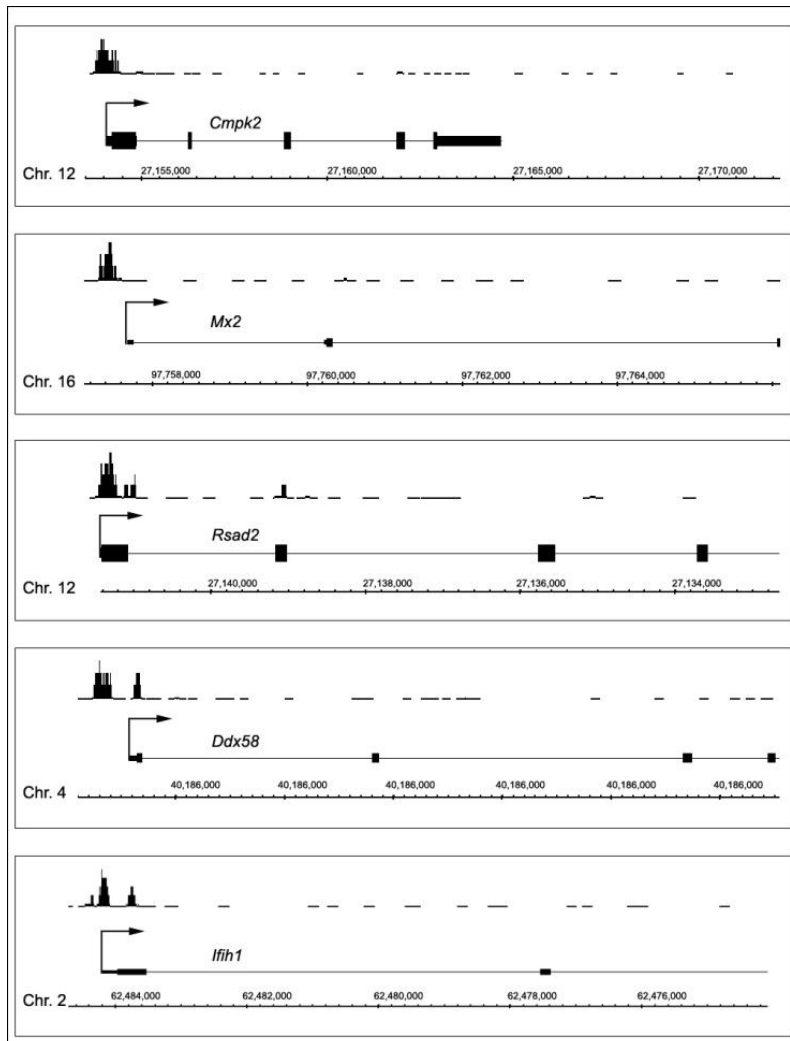 Cmpk2
Chr. 12 27,155,000 27,160,000 27,165,000 27,170,000
Mx2
Chr. 16 97,758,000 97,760,000 97,762,000 97,764,000
Rsad2
Chr. 12 27,140,000 27,138,000 27,136,000 27,134,000
Ddx58
Chr. 4 40,186,000 40,186,000 40,186,000 40,186,000 40,186,000 40,186,000
Ifih1
Chr. 2 62,484,000 62,482,000 62,480,000 62,478,000 62,476,000